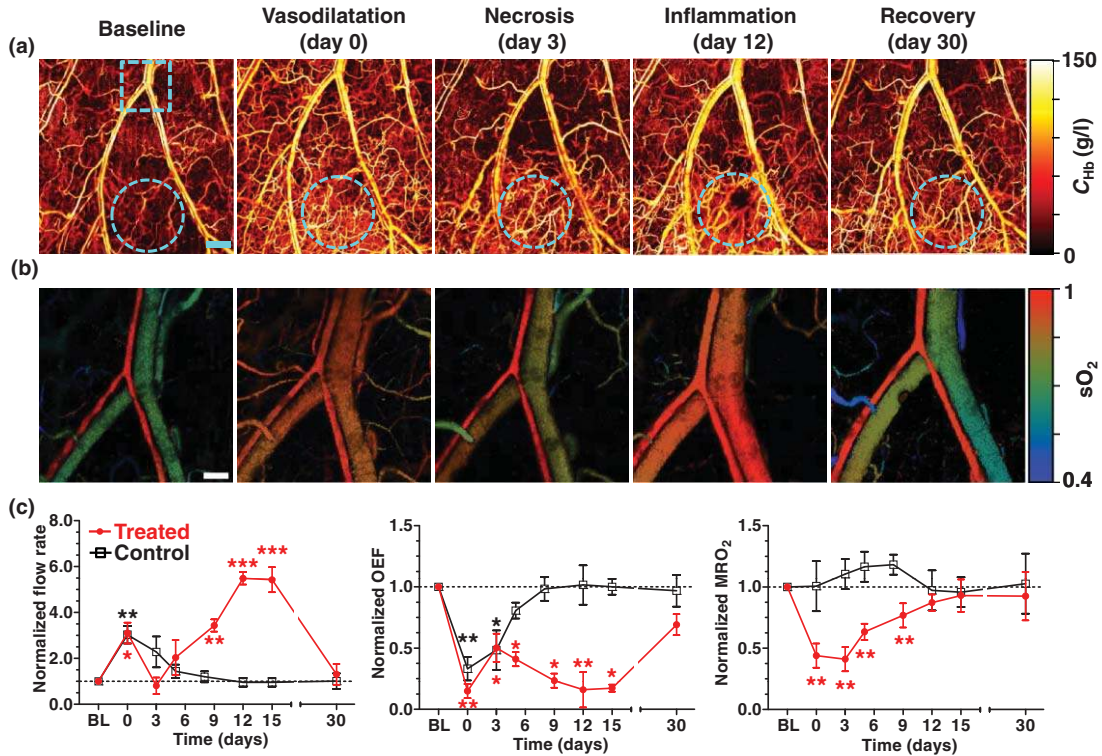 Baseline
Vasodilatation
(day 0)
Necrosis
(day 3)
Inflammation
(day 12)
Recovery
(day 30)
(a)
150
C_Hb (g/l)
0
(b)
1
sO2
0.4
(c)
8.0
6.0
4.0
2.0
0.0
Normalized flow rate
Treated
Control
**
*
**
***
***
BL 0 3 6 9 12 15 30
Time (days)
1.5
1.0
0.5
0.0
Normalized OEF
**
**
*
*
*
*
**
*
BL 0 3 6 9 12 15 30
Time (days)
1.5
1.0
0.5
0.0
Normalized MRO2
**
**
**
**
BL 0 3 6 9 12 15 30
Time (days)